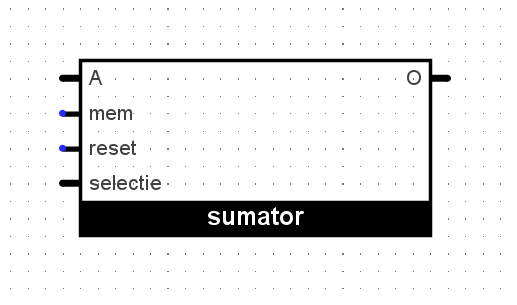 A O
mem
reset
selectie
sumator